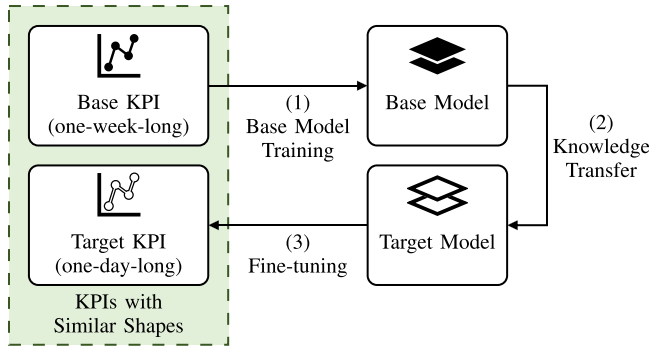 Base KPI
(one-week-long)
(1)
Base Model
Training
Base Model
(2)
Knowledge
Transfer
Target KPI
(one-day-long)
(3)
Fine-tuning
Target Model
KPIs with
Similar Shapes